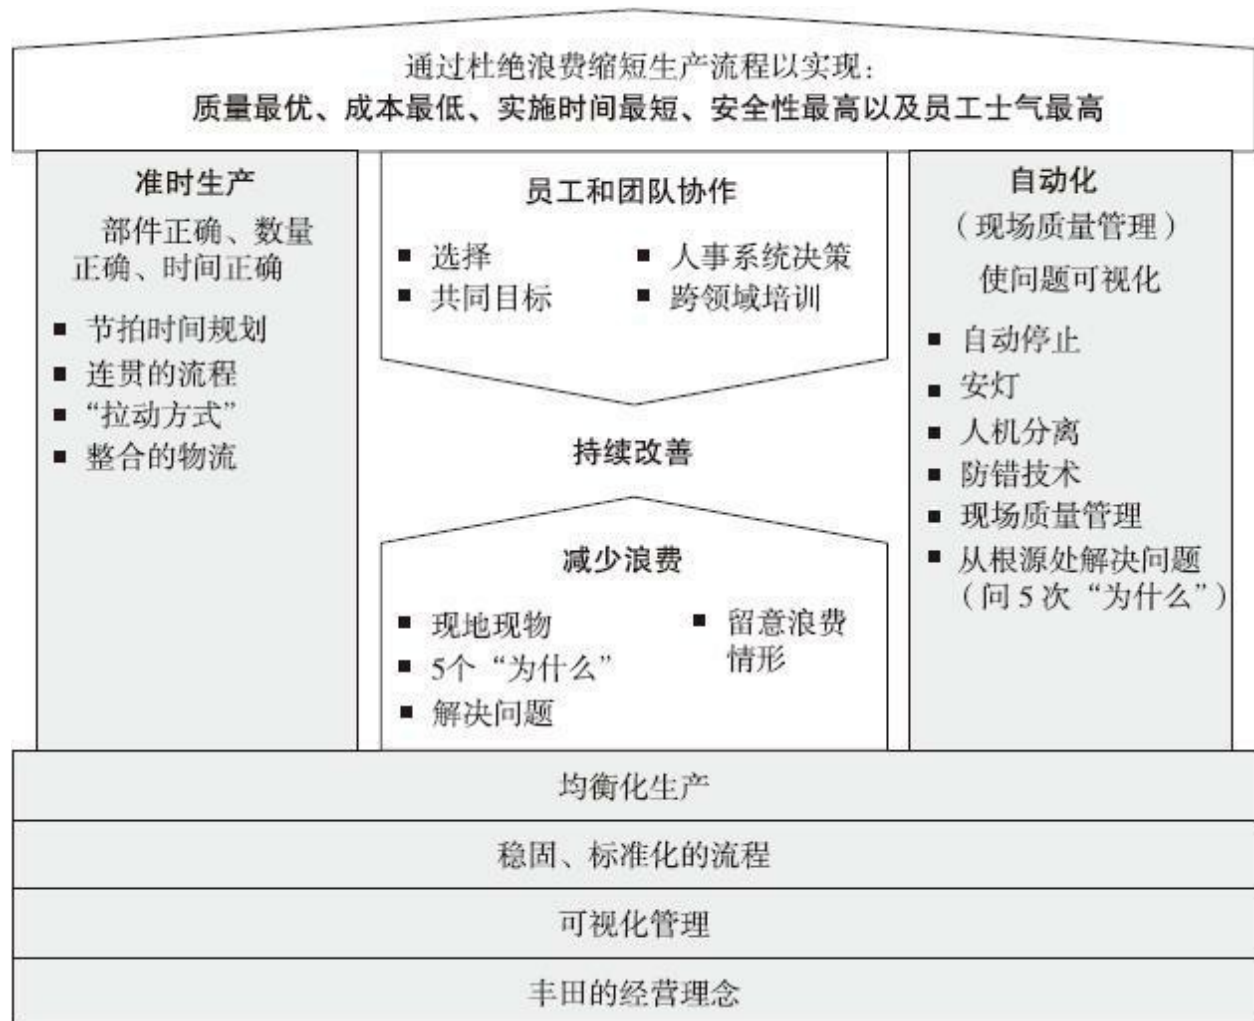 通过杜绝浪费缩短生产流程以实现：
质量最优、成本最低、实施时间最短、安全性最高以及员工士气最高
准时生产
部件正确、数量
正确、时间正确
■ 节拍时间规划
■ 连贯的流程
■ “拉动方式”
■ 整合的物流
员工和团队协作
■ 选择
■ 共同目标
■ 人事系统决策
■ 跨领域培训
持续改善
减少浪费
■ 现地现物
■ 5个“为什么”
■ 解决问题
■ 留意浪费
情形
自动化
（现场质量管理）
使问题可视化
■ 自动停止
■ 安灯
■ 人机分离
■ 防错技术
■ 现场质量管理
■ 从根源处解决问题
（问 5 次“为什么”）
均衡化生产
稳固、标准化的流程
可视化管理
丰田的经营理念